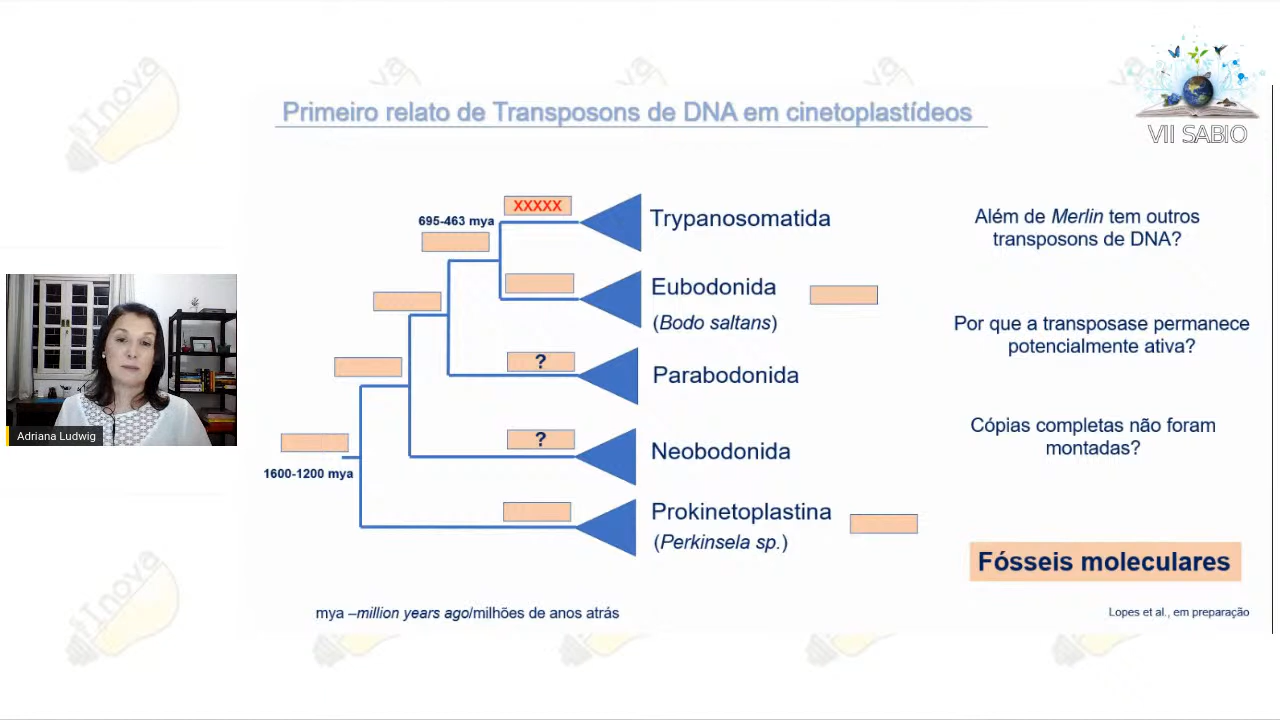 VII SABIO
Primeiro relato de Transposons de DNA em cinetoplastídeos
XXXXX
695-463 mya
Trypanosomatida
Eubodonida
(Bodo saltans)
?
Parabodonida
?
Neobodonida
1600-1200 mya
Prokinetoplastina
(Perkinsela sp.)
mya –million years ago/milhões de anos atrás
Além de Merlin tem outros
transposons de DNA?
Por que a transposase permanece
potencialmente ativa?
Cópias completas não foram
montadas?
Fósseis moleculares
Lopes et al., em preparação
Adriana Ludwig
Inova
Inova
Inova